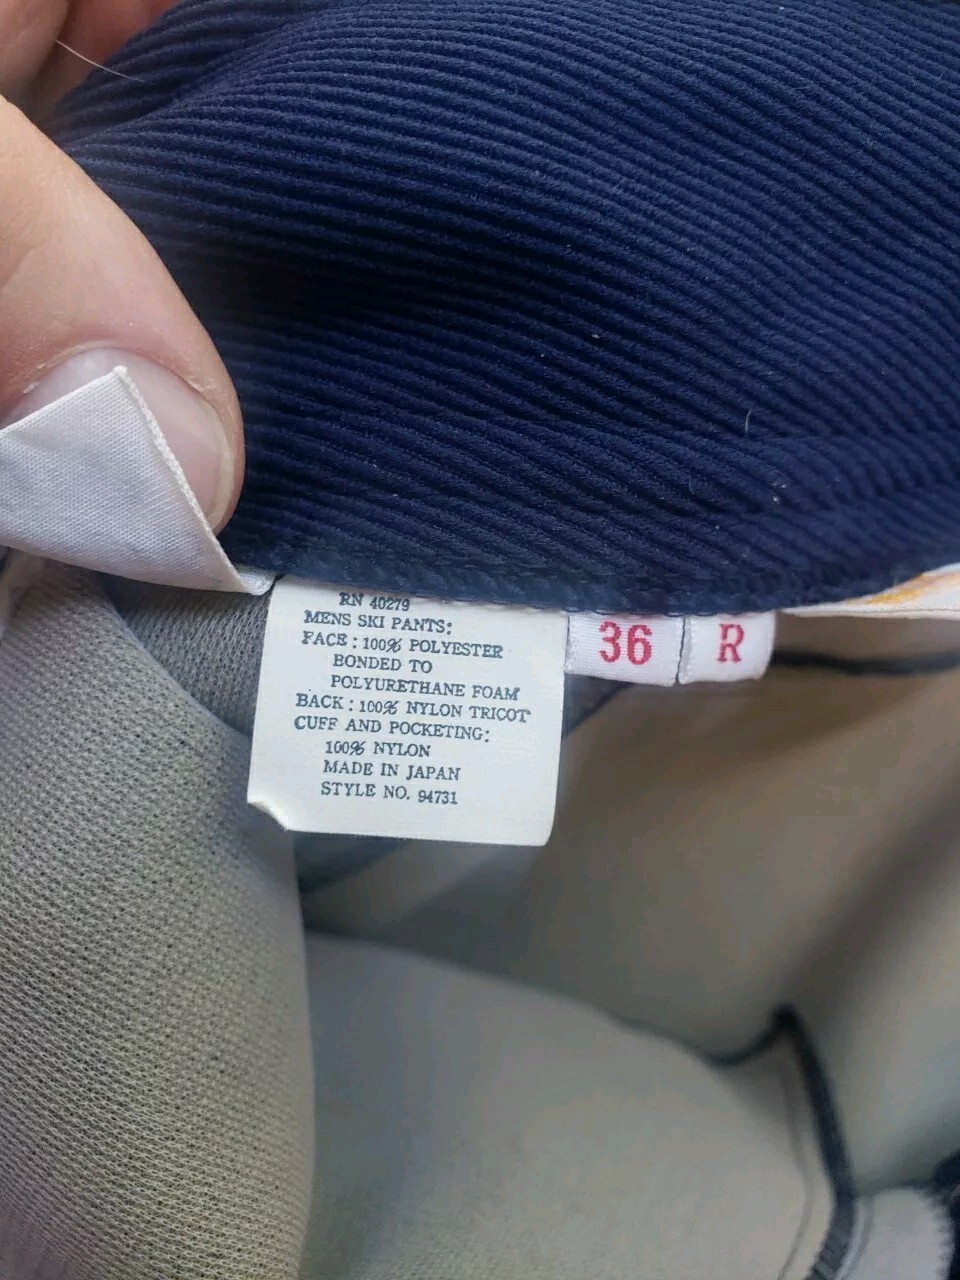 RN 40279
MENS SKI PANTS:
FACE: 100% POLYESTER
BONDED TO
POLYURETHANE FOAM
BACK: 100% NYLON TRICOT
CUFF AND POCKETING:
100% NYLON
MADE IN JAPAN
STYLE NO. 94731
36
R